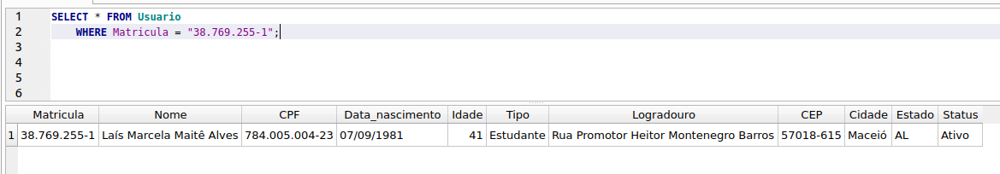 1 SELECT * FROM Usuario
2 WHERE Matricula = "38.769.255-1";
3
4
5
6
Matricula Nome CPF Data_nascimento Idade Tipo Logradouro CEP Cidade Estado Status
1 38.769.255-1 Laís Marcela Maitê Alves 784.005.004-23 07/09/1981 41 Estudante Rua Promotor Heitor Montenegro Barros 57018-615 Maceió AL Ativo